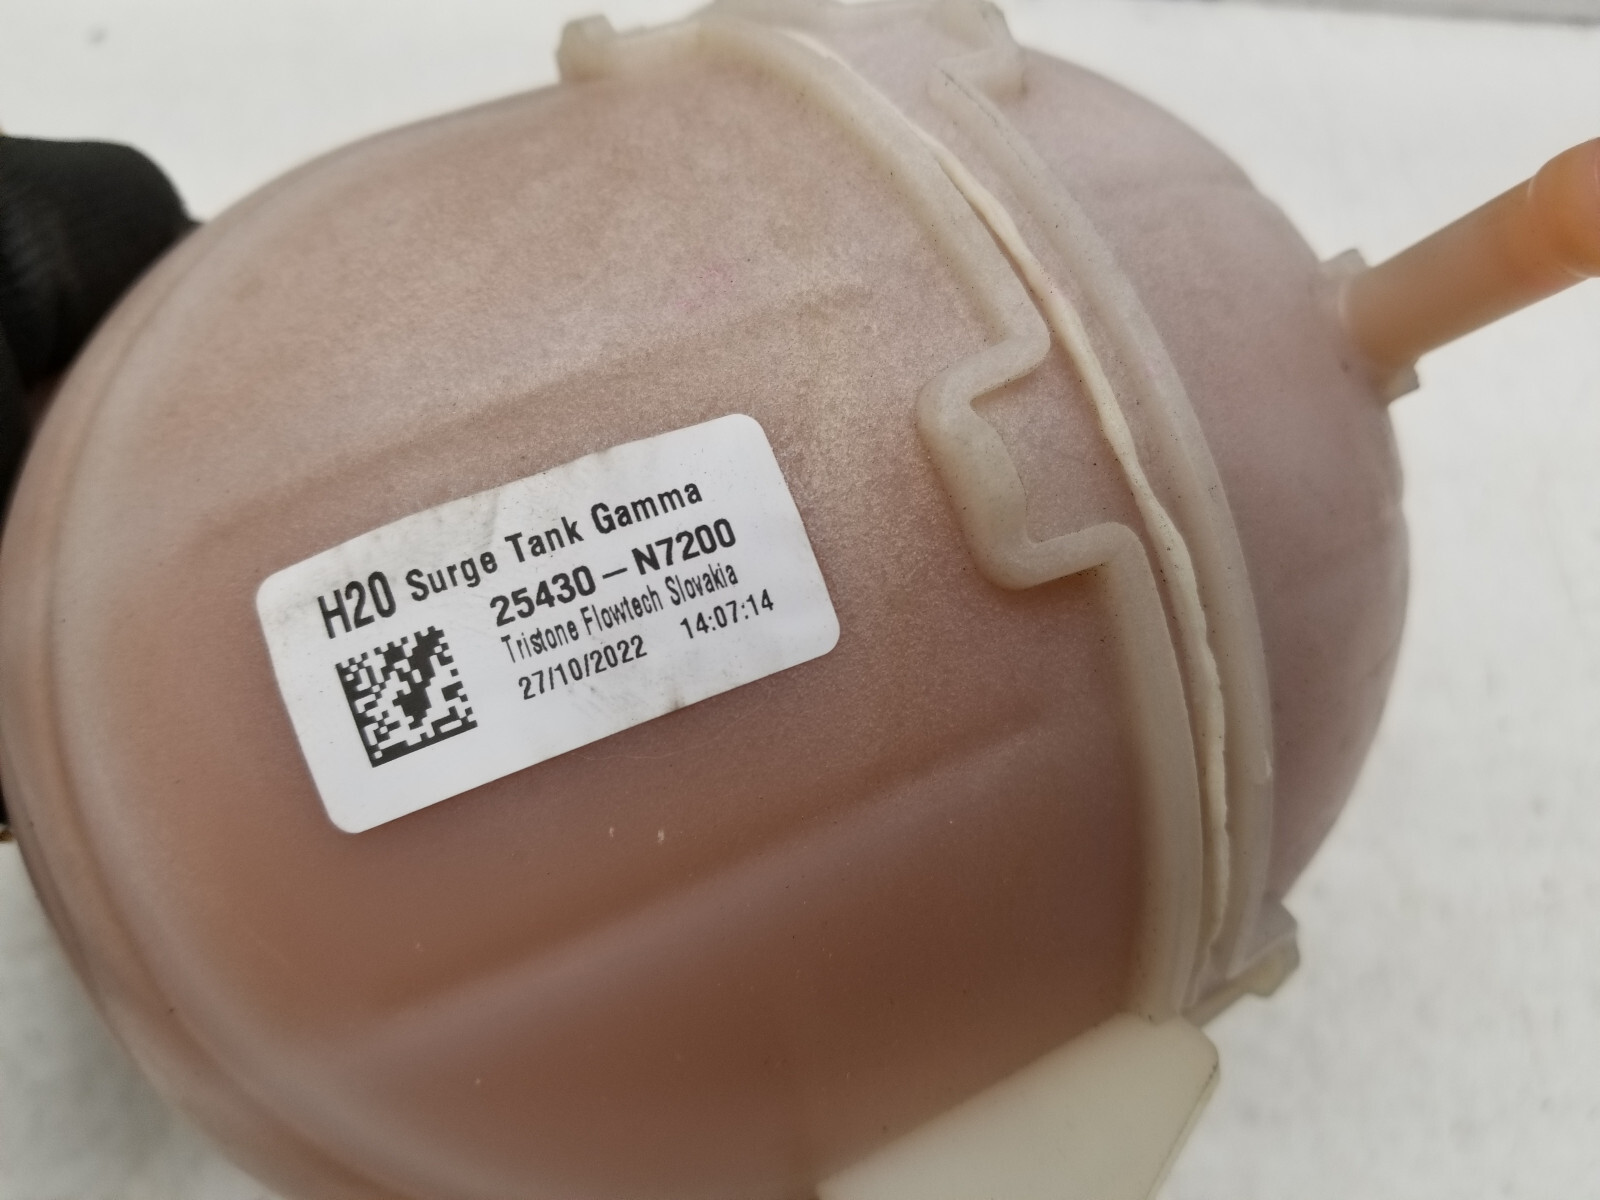 H20 Surge Tank Gamma
25430-N7200
Tristone Flowtech Slovakia
27/10/2022 14:07:14